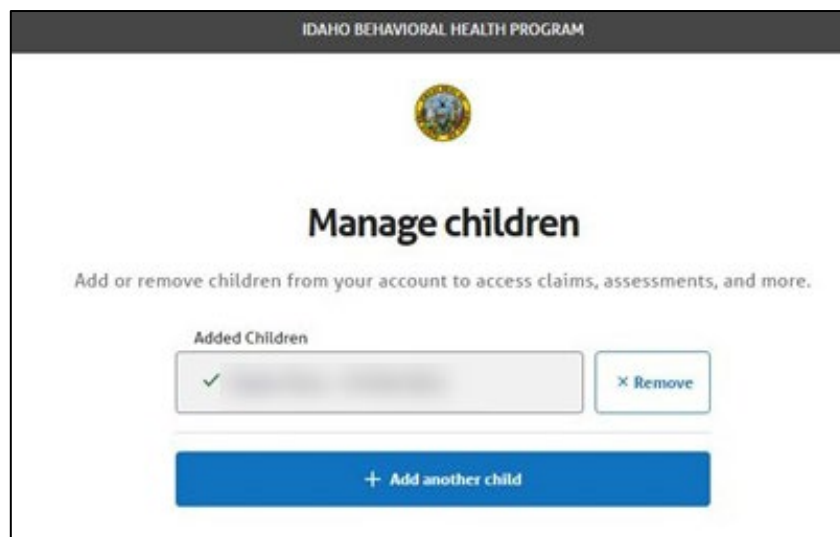 IDAHO BEHAVIORAL HEALTH PROGRAM
Manage children
Add or remove children from your account to access claims, assessments, and more.
Added Children
✓
× Remove
+ Add another child